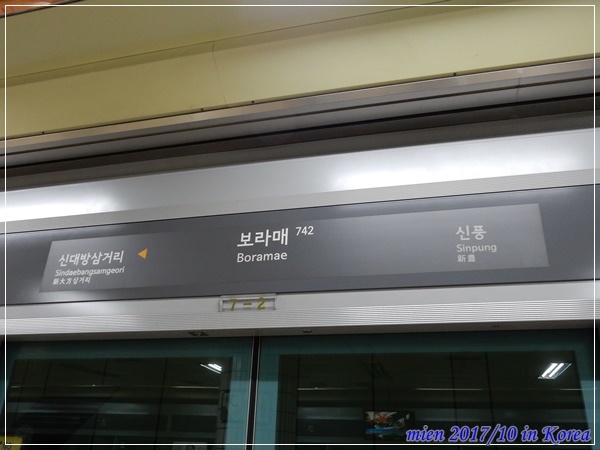 신대방삼거리
Sindaebangsamgeori
新大方삼거리
보라매 742
Boramae
신풍
Sinpung
新豊
7-2
mien 2017/10 in Korea